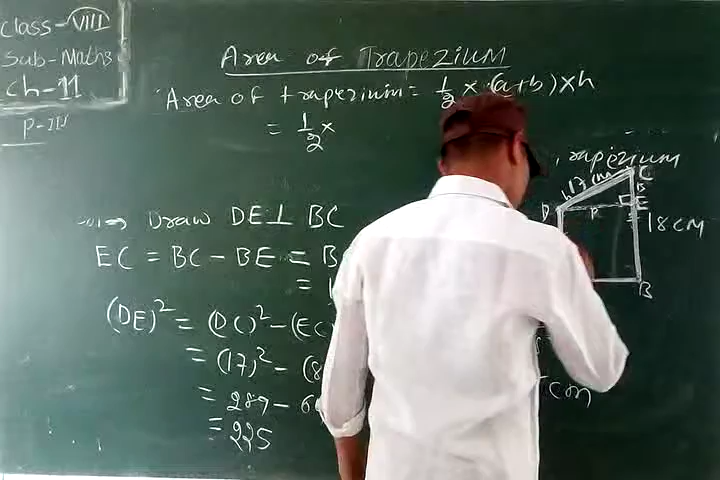 Class-VIII
Sub-Maths
Ch-11
P-III
Area of Trapezium
Area of trapezium = 1/2 × (a+b) × h
= 1/2 ×
Draw DE ⊥ BC
EC = BC - BE = B
=
(DE)² = (DC)² - (EC
= (17)² - (8
= 289 - 6
= 225
rapezium
17 cm
C
D
E
18 CM
B
cm